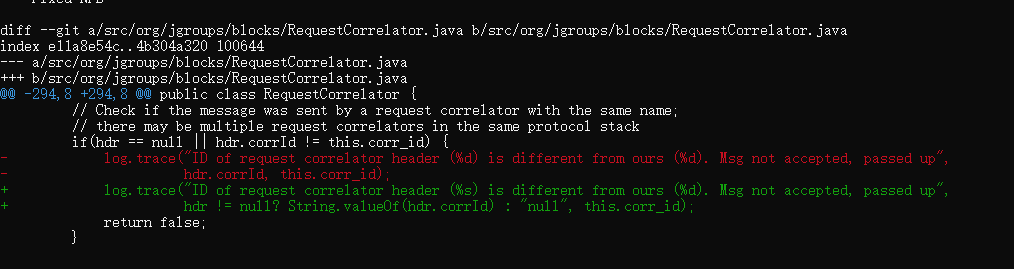 Fixed NPE
diff --git a/src/org/jgroups/blocks/RequestCorrelator.java b/src/org/jgroups/blocks/RequestCorrelator.java
index e11a8e54c..4b304a320 100644
--- a/src/org/jgroups/blocks/RequestCorrelator.java
+++ b/src/org/jgroups/blocks/RequestCorrelator.java
@@ -294,8 +294,8 @@ public class RequestCorrelator {
        // Check if the message was sent by a request correlator with the same name;
        // there may be multiple request correlators in the same protocol stack
        if(hdr == null || hdr.corrId != this.corr_id) {
-            log.trace("ID of request correlator header (%d) is different from ours (%d). Msg not accepted, passed up",
-                      hdr.corrId, this.corr_id);
+            log.trace("ID of request correlator header (%s) is different from ours (%d). Msg not accepted, passed up",
+                      hdr != null? String.valueOf(hdr.corrId) : "null", this.corr_id);
            return false;
        }